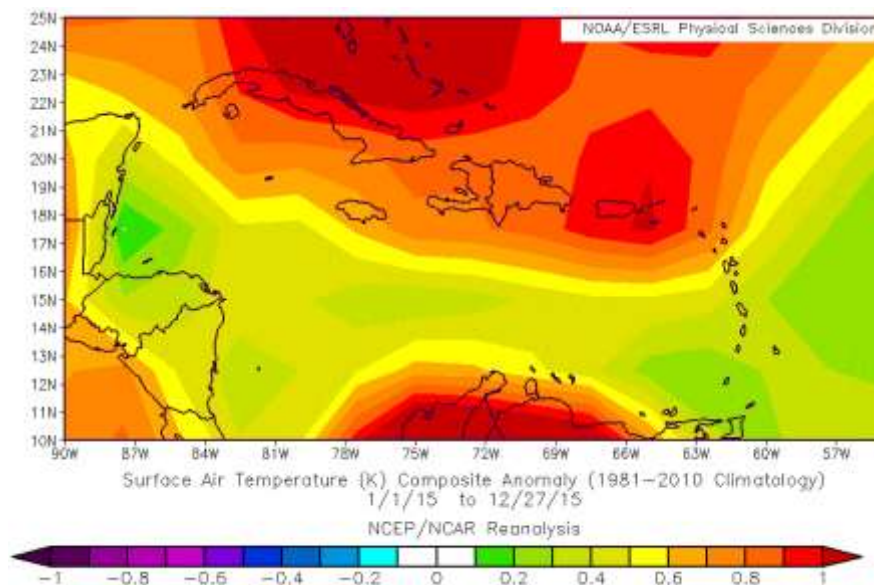 25N
NOAA/ESRL Physical Sciences Division
24N
23N
22N
21N
20N
19N
18N
17N
16N
15N
14N
13N
12N
11N
10N
90W 87W 84W 81W 78W 75W 72W 69W 66W 63W 60W 57W
Surface Air Temperature (K) Composite Anomaly (1981-2010 Climatology)
1/1/15 to 12/27/15
NCEP/NCAR Reanalysis
-1 -0.8 -0.6 -0.4 -0.2 0 0.2 0.4 0.6 0.8 1